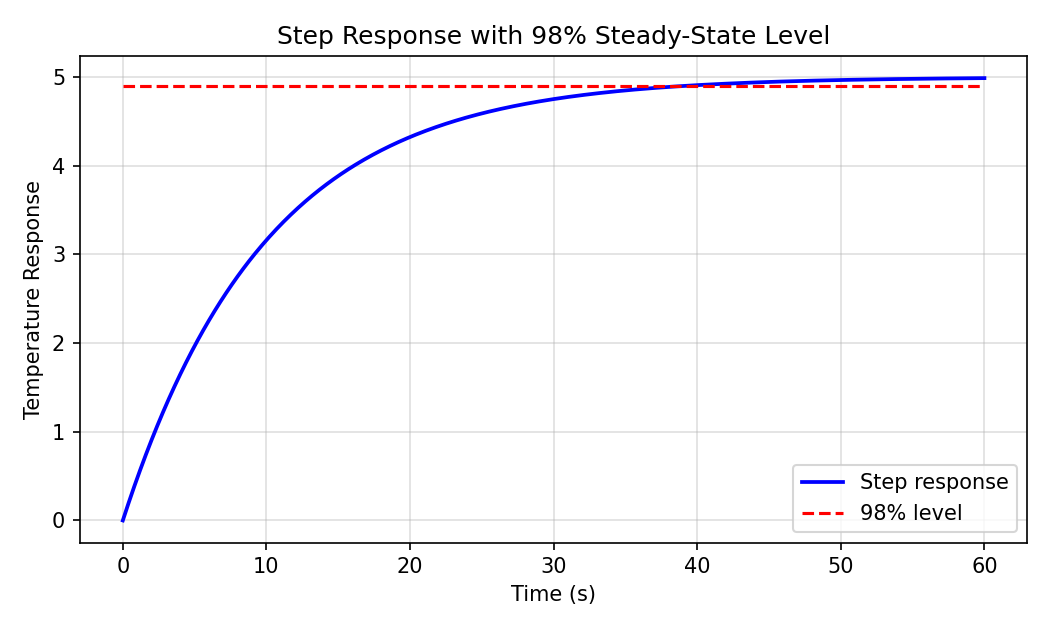 Step Response with 98% Steady-State Level
Temperature Response
5
4
3
2
1
0
Step response
98% level
0 10 20 30 40 50 60
Time (s)